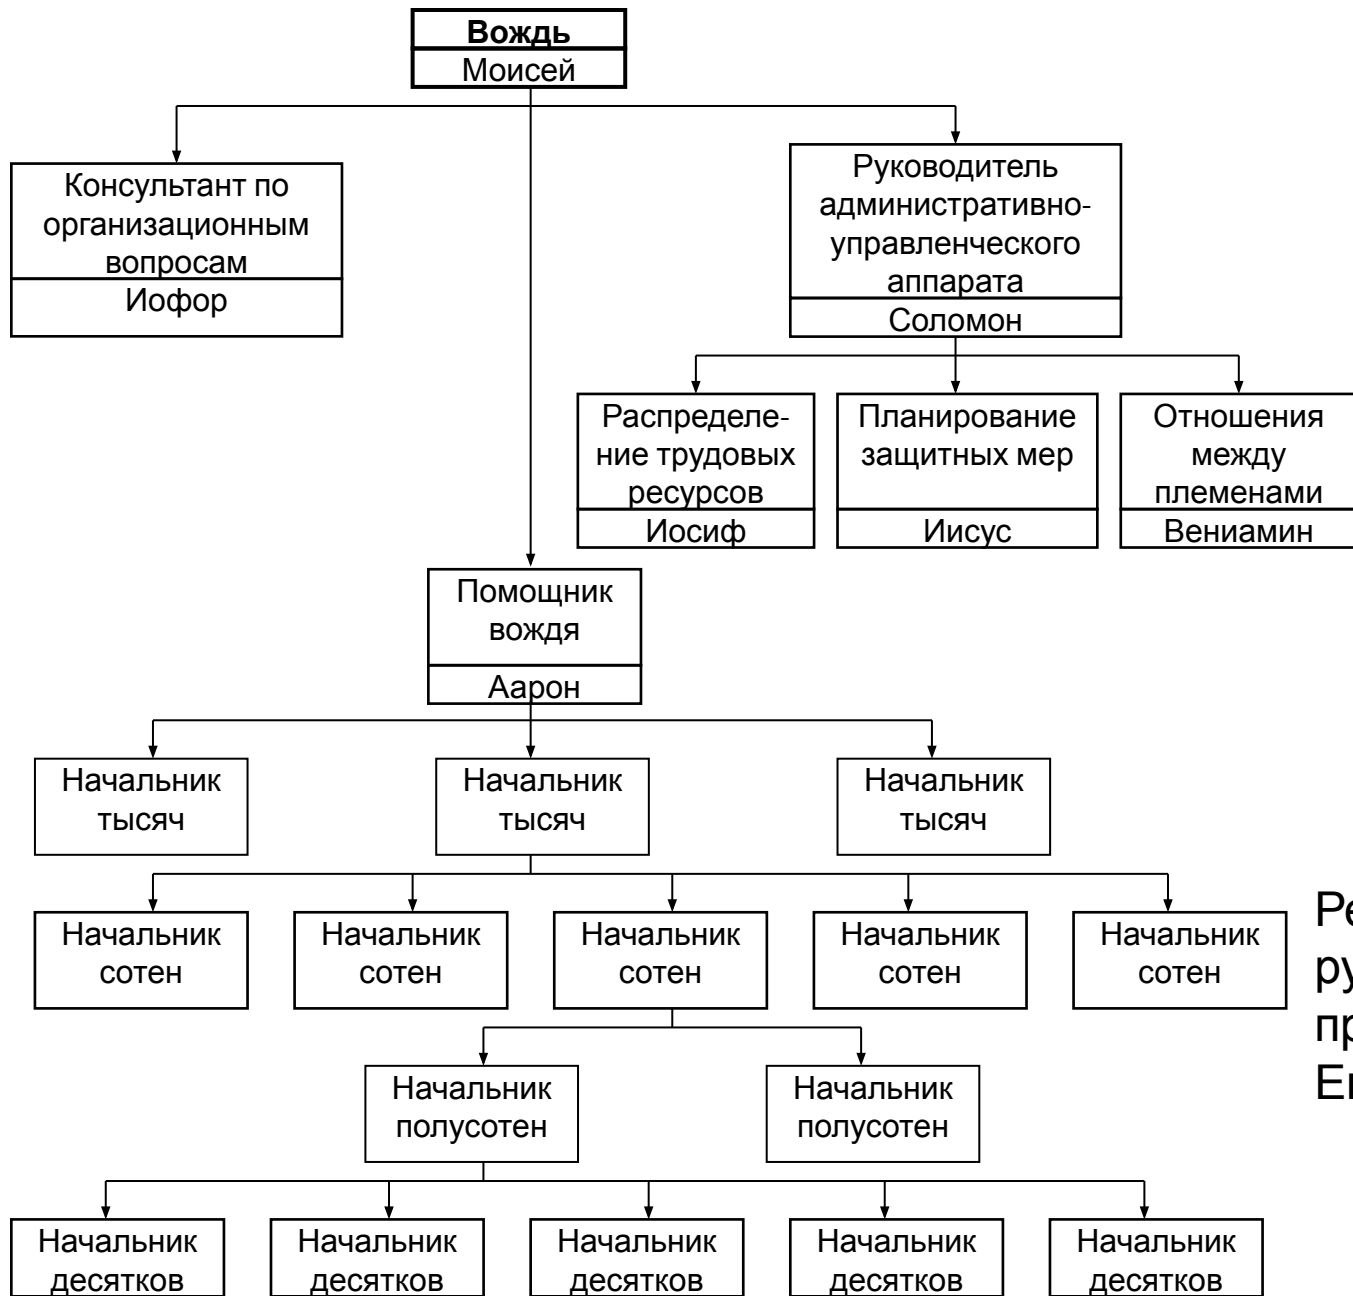 Вождь
Моисей
Консультант по
организационным
вопросам
Иофор
Руководитель
административно-
управленческого
аппарата
Соломон
Распределе-
ние трудовых
ресурсов
Иосиф
Планирование
защитных мер
Иисус
Отношения
между
племенами
Вениамин
Помощник
вождя
Аарон
Начальник
тысяч
Начальник
тысяч
Начальник
тысяч
Начальник
сотен
Начальник
сотен
Начальник
сотен
Начальник
сотен
Начальник
сотен
Начальник
полусотен
Начальник
полусотен
Начальник
десятков
Начальник
десятков
Начальник
десятков
Начальник
десятков
Начальник
десятков